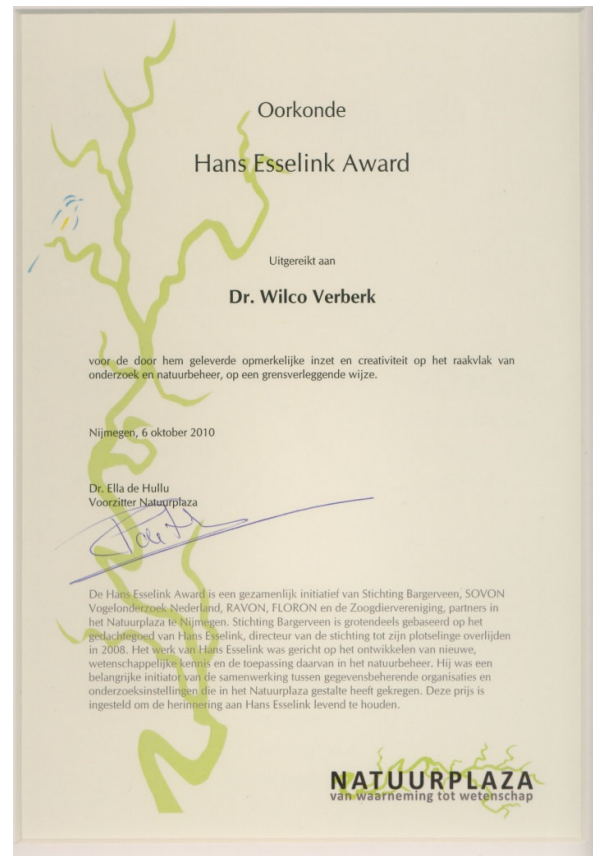 Oorkonde
Hans Esselink Award
Uitgereikt aan
Dr. Wilco Verberk
voor de door hem geleverde opmerkelijke inzet en creativiteit op het raakvlak van
onderzoek en natuurbeheer, op een grensverleggende wijze.
Nijmegen, 6 oktober 2010
Dr. Ella de Hullu
Voorzitter Natuurplaza
De Hans Esselink Award is een gezamenlijk initiatief van Stichting Bargerveen, SOVON
Vogelonderzoek Nederland, RAVON, FLORON en de Zoogdiervereniging, partners in
het Natuurplaza te Nijmegen. Stichting Bargerveen is grotendeels gebaseerd op het
gedachtegoed van Hans Esselink, directeur van de stichting tot zijn plotselinge overlijden
in 2008. Het werk van Hans Esselink was gericht op het ontwikkelen van nieuwe,
wetenschappelijke kennis en de toepassing daarvan in het natuurbeheer. Hij was een
belangrijke initiator van de samenwerking tussen gegevensbeherende organisaties en
onderzoeksinstellingen die in het Natuurplaza gestalte heeft gekregen. Deze prijs is
ingesteld om de herinnering aan Hans Esselink levend te houden.
NATUURPLAZA
van waarneming tot wetenschap